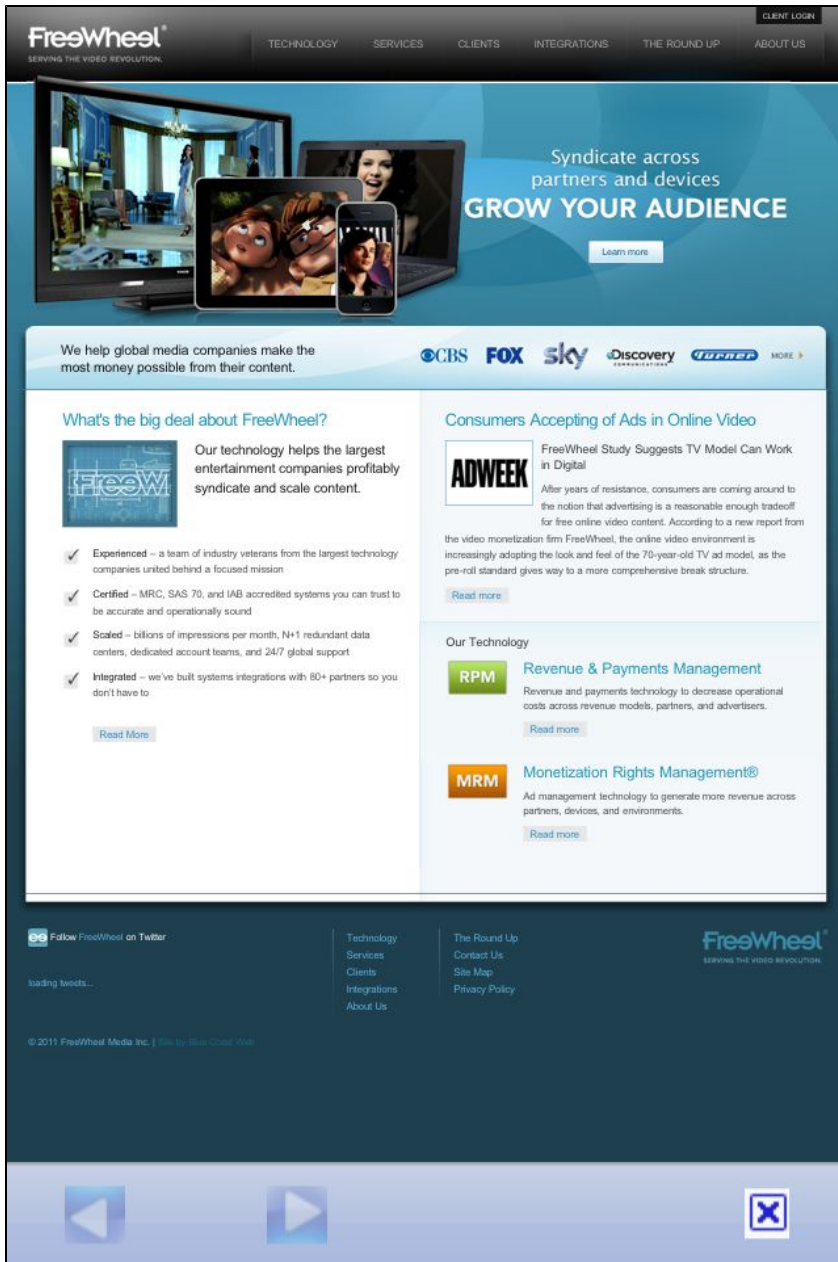 CLIENT LOGIN
FreeWheel®
SERVING THE VIDEO REVOLUTION.
TECHNOLOGY SERVICES CLIENTS INTEGRATIONS THE ROUND UP ABOUT US
Syndicate across
partners and devices
GROW YOUR AUDIENCE
Learn more
We help global media companies make the
most money possible from their content.
CBS FOX sky Discovery COMMUNICATIONS Turner MORE
What's the big deal about FreeWheel?
FreeW
Our technology helps the largest
entertainment companies profitably
syndicate and scale content.
Experienced – a team of industry veterans from the largest technology
companies united behind a focused mission
Certified – MRC, SAS 70, and IAB accredited systems you can trust to
be accurate and operationally sound
Scaled – billions of impressions per month, N+1 redundant data
centers, dedicated account teams, and 24/7 global support
Integrated – we've built systems integrations with 80+ partners so you
don't have to
Read More
Consumers Accepting of Ads in Online Video
ADWEEK
FreeWheel Study Suggests TV Model Can Work
in Digital
After years of resistance, consumers are coming around to
the notion that advertising is a reasonable enough tradeoff
for free online video content. According to a new report from
the video monetization firm FreeWheel, the online video environment is
increasingly adopting the look and feel of the 70-year-old TV ad model, as the
pre-roll standard gives way to a more comprehensive break structure.
Read more
Our Technology
RPM
Revenue & Payments Management
Revenue and payments technology to decrease operational
costs across revenue models, partners, and advertisers.
Read more
MRM
Monetization Rights Management®
Ad management technology to generate more revenue across
partners, devices, and environments.
Read more
Follow FreeWheel on Twitter
loading tweets...
Technology
Services
Clients
Integrations
About Us
The Round Up
Contact Us
Site Map
Privacy Policy
FreeWheel®
SERVING THE VIDEO REVOLUTION.
© 2011 FreeWheel Media Inc. | Site by Blue Coast Web